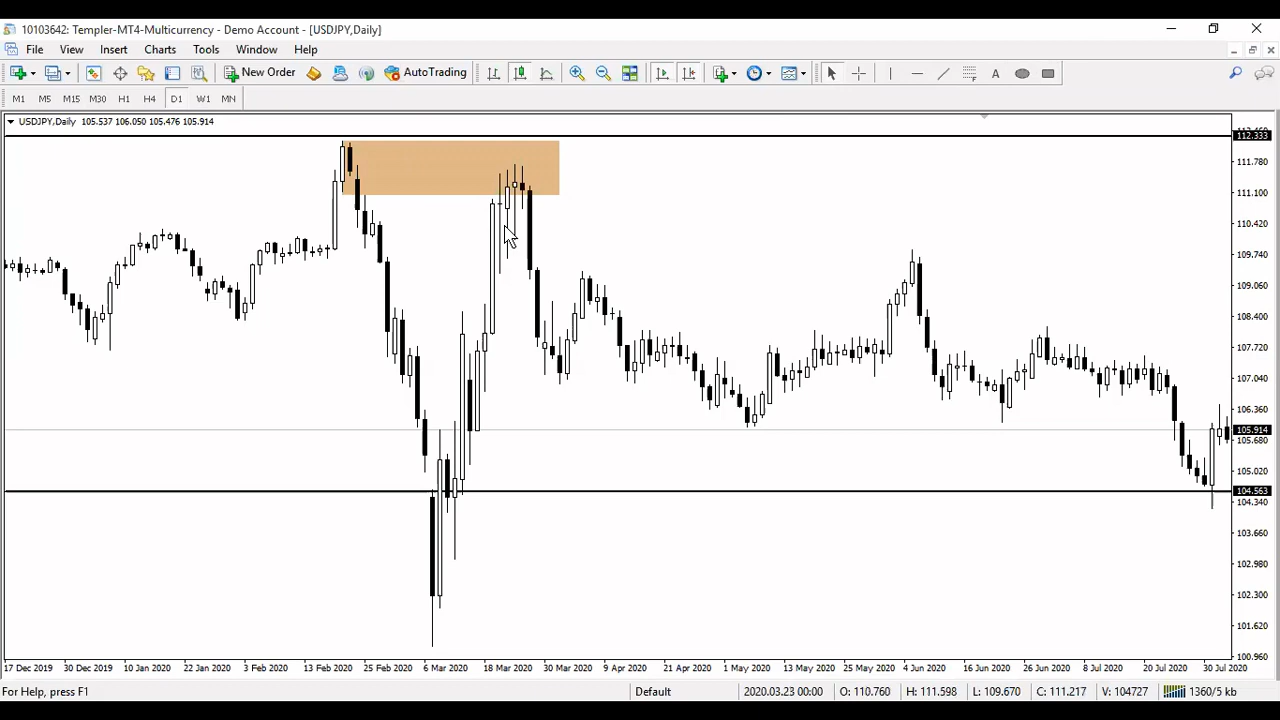 10103642: Templer-MT4-Multicurrency - Demo Account - [USDJPY,Daily]
File View Insert Charts Tools Window Help
New Order AutoTrading A
M1 M5 M15 M30 H1 H4 D1 W1 MN
USDJPY,Daily 105.537 106.050 105.476 105.914
112.333
111.780
111.100
110.420
109.740
109.060
108.400
107.720
107.040
106.360
105.914
105.680
105.020
104.563
104.340
103.660
102.980
102.300
101.620
100.960
17 Dec 2019 30 Dec 2019 10 Jan 2020 22 Jan 2020 3 Feb 2020 13 Feb 2020 25 Feb 2020 6 Mar 2020 18 Mar 2020 30 Mar 2020 9 Apr 2020 21 Apr 2020 1 May 2020 13 May 2020 25 May 2020 4 Jun 2020 16 Jun 2020 26 Jun 2020 8 Jul 2020 20 Jul 2020 30 Jul 2020
For Help, press F1 Default 2020.03.23 00:00 O: 110.760 H: 111.598 L: 109.670 C: 111.217 V: 104727 1360/5 kb